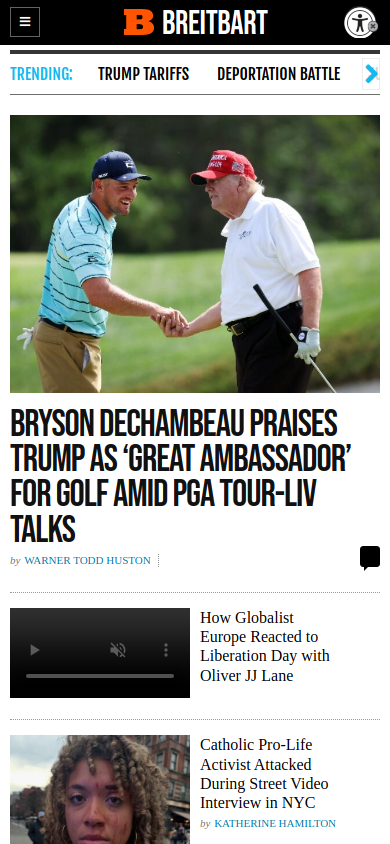 B BREITBART
TRENDING:
TRUMP TARIFFS
DEPORTATION BATTLE
BRYSON DECHAMBEAU PRAISES
TRUMP AS ‘GREAT AMBASSADOR’
FOR GOLF AMID PGA TOUR-LIV
TALKS
by WARNER TODD HUSTON
How Globalist
Europe Reacted to
Liberation Day with
Oliver JJ Lane
Catholic Pro-Life
Activist Attacked
During Street Video
Interview in NYC
by KATHERINE HAMILTON